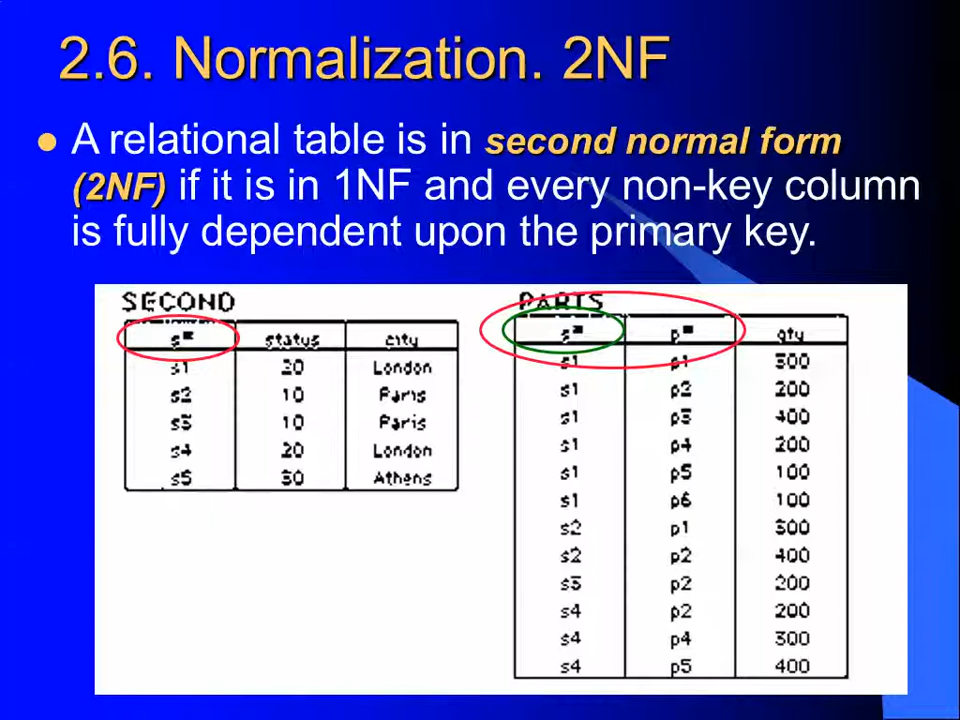 2.6. Normalization. 2NF
A relational table is in second normal form
(2NF) if it is in 1NF and every non-key column
is fully dependent upon the primary key.
SECOND
s# status city
s1 20 London
s2 10 Paris
s3 10 Paris
s4 20 London
s5 30 Athens
PARTS
s# p# qty
s1 p1 300
s1 p2 200
s1 p3 400
s1 p4 200
s1 p5 100
s1 p6 100
s2 p1 300
s2 p2 400
s3 p2 200
s4 p2 200
s4 p4 300
s4 p5 400